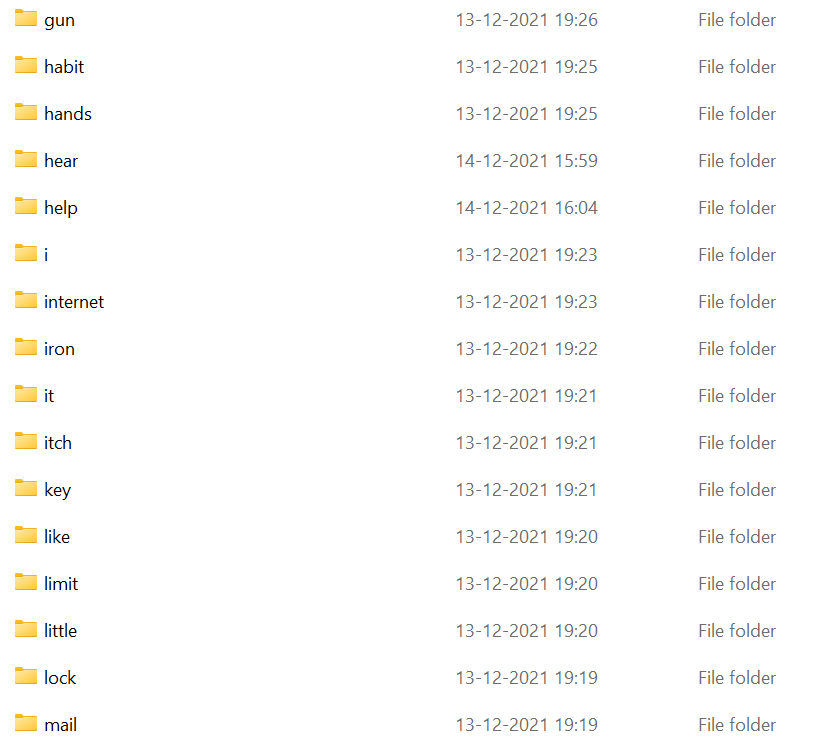 gun 13-12-2021 19:26 File folder
habit 13-12-2021 19:25 File folder
hands 13-12-2021 19:25 File folder
hear 14-12-2021 15:59 File folder
help 14-12-2021 16:04 File folder
i 13-12-2021 19:23 File folder
internet 13-12-2021 19:23 File folder
iron 13-12-2021 19:22 File folder
it 13-12-2021 19:21 File folder
itch 13-12-2021 19:21 File folder
key 13-12-2021 19:21 File folder
like 13-12-2021 19:20 File folder
limit 13-12-2021 19:20 File folder
little 13-12-2021 19:20 File folder
lock 13-12-2021 19:19 File folder
mail 13-12-2021 19:19 File folder